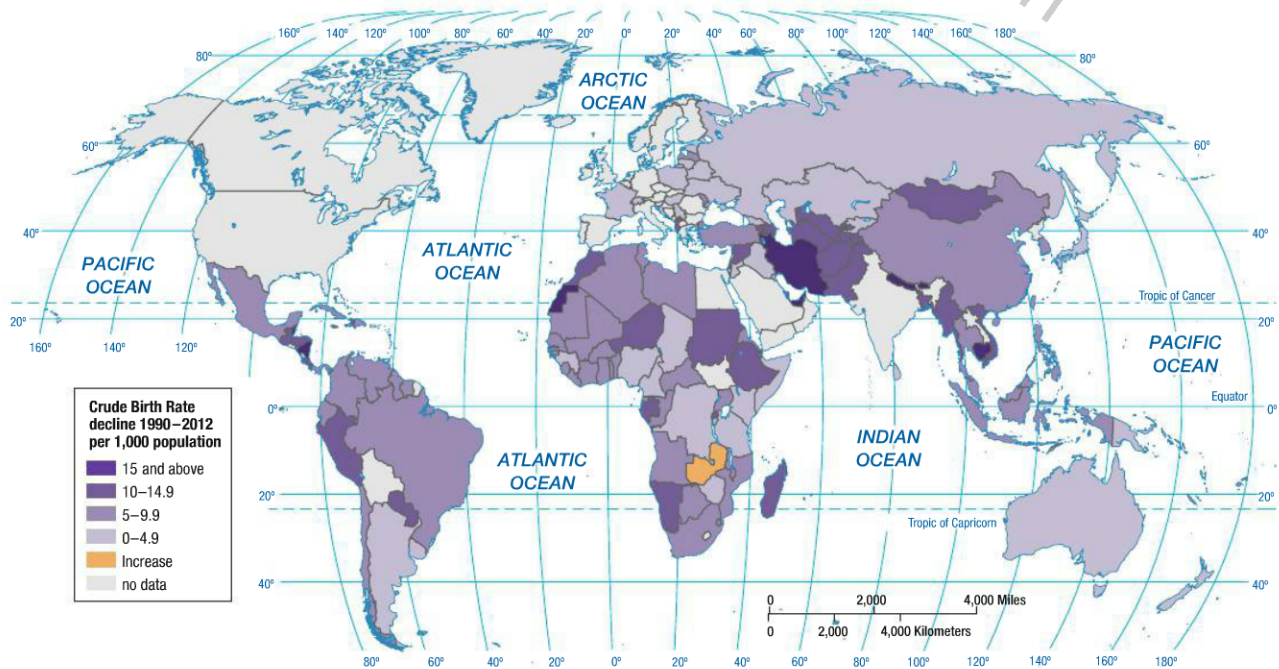 160° 140° 120° 100° 80° 60° 40° 20° 0° 20° 40° 60° 80° 100° 120° 140° 160° 180°
80° 80°
ARCTIC
OCEAN
60° 60°
40° 40°
ATLANTIC
OCEAN
PACIFIC
OCEAN
Tropic of Cancer
20° 20°
PACIFIC
OCEAN
160° 140° 120°
Equator
0° 0° 0°
Crude Birth Rate
decline 1990–2012
per 1,000 population
15 and above
10–14.9
5–9.9
0–4.9
Increase
no data
INDIAN
OCEAN
ATLANTIC
OCEAN
20° 20°
Tropic of Capricorn
40° 40°
0 2,000 4,000 Miles
0 2,000 4,000 Kilometers
80° 60° 40° 20° 0° 20° 40° 60° 80° 100° 120° 140° 160° 180°